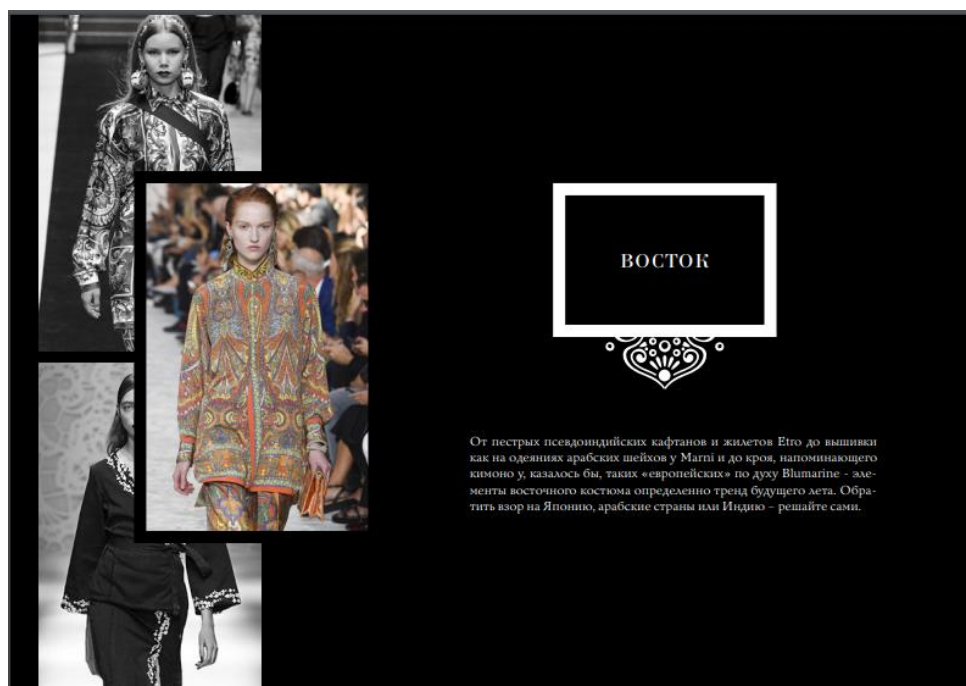 ВОСТОК
От пестрых псевдоиндийских кафтанов и жилетов Etro до вышивки
как на одеяниях арабских шейхов у Marni и до кроя, напоминающего
кимоно у, казалось бы, таких «европейских» по духу Blumarine - эле-
менты восточного костюма определенно тренд будущего лета. Обра-
тить взор на Японию, арабские страны или Индию – решайте сами.